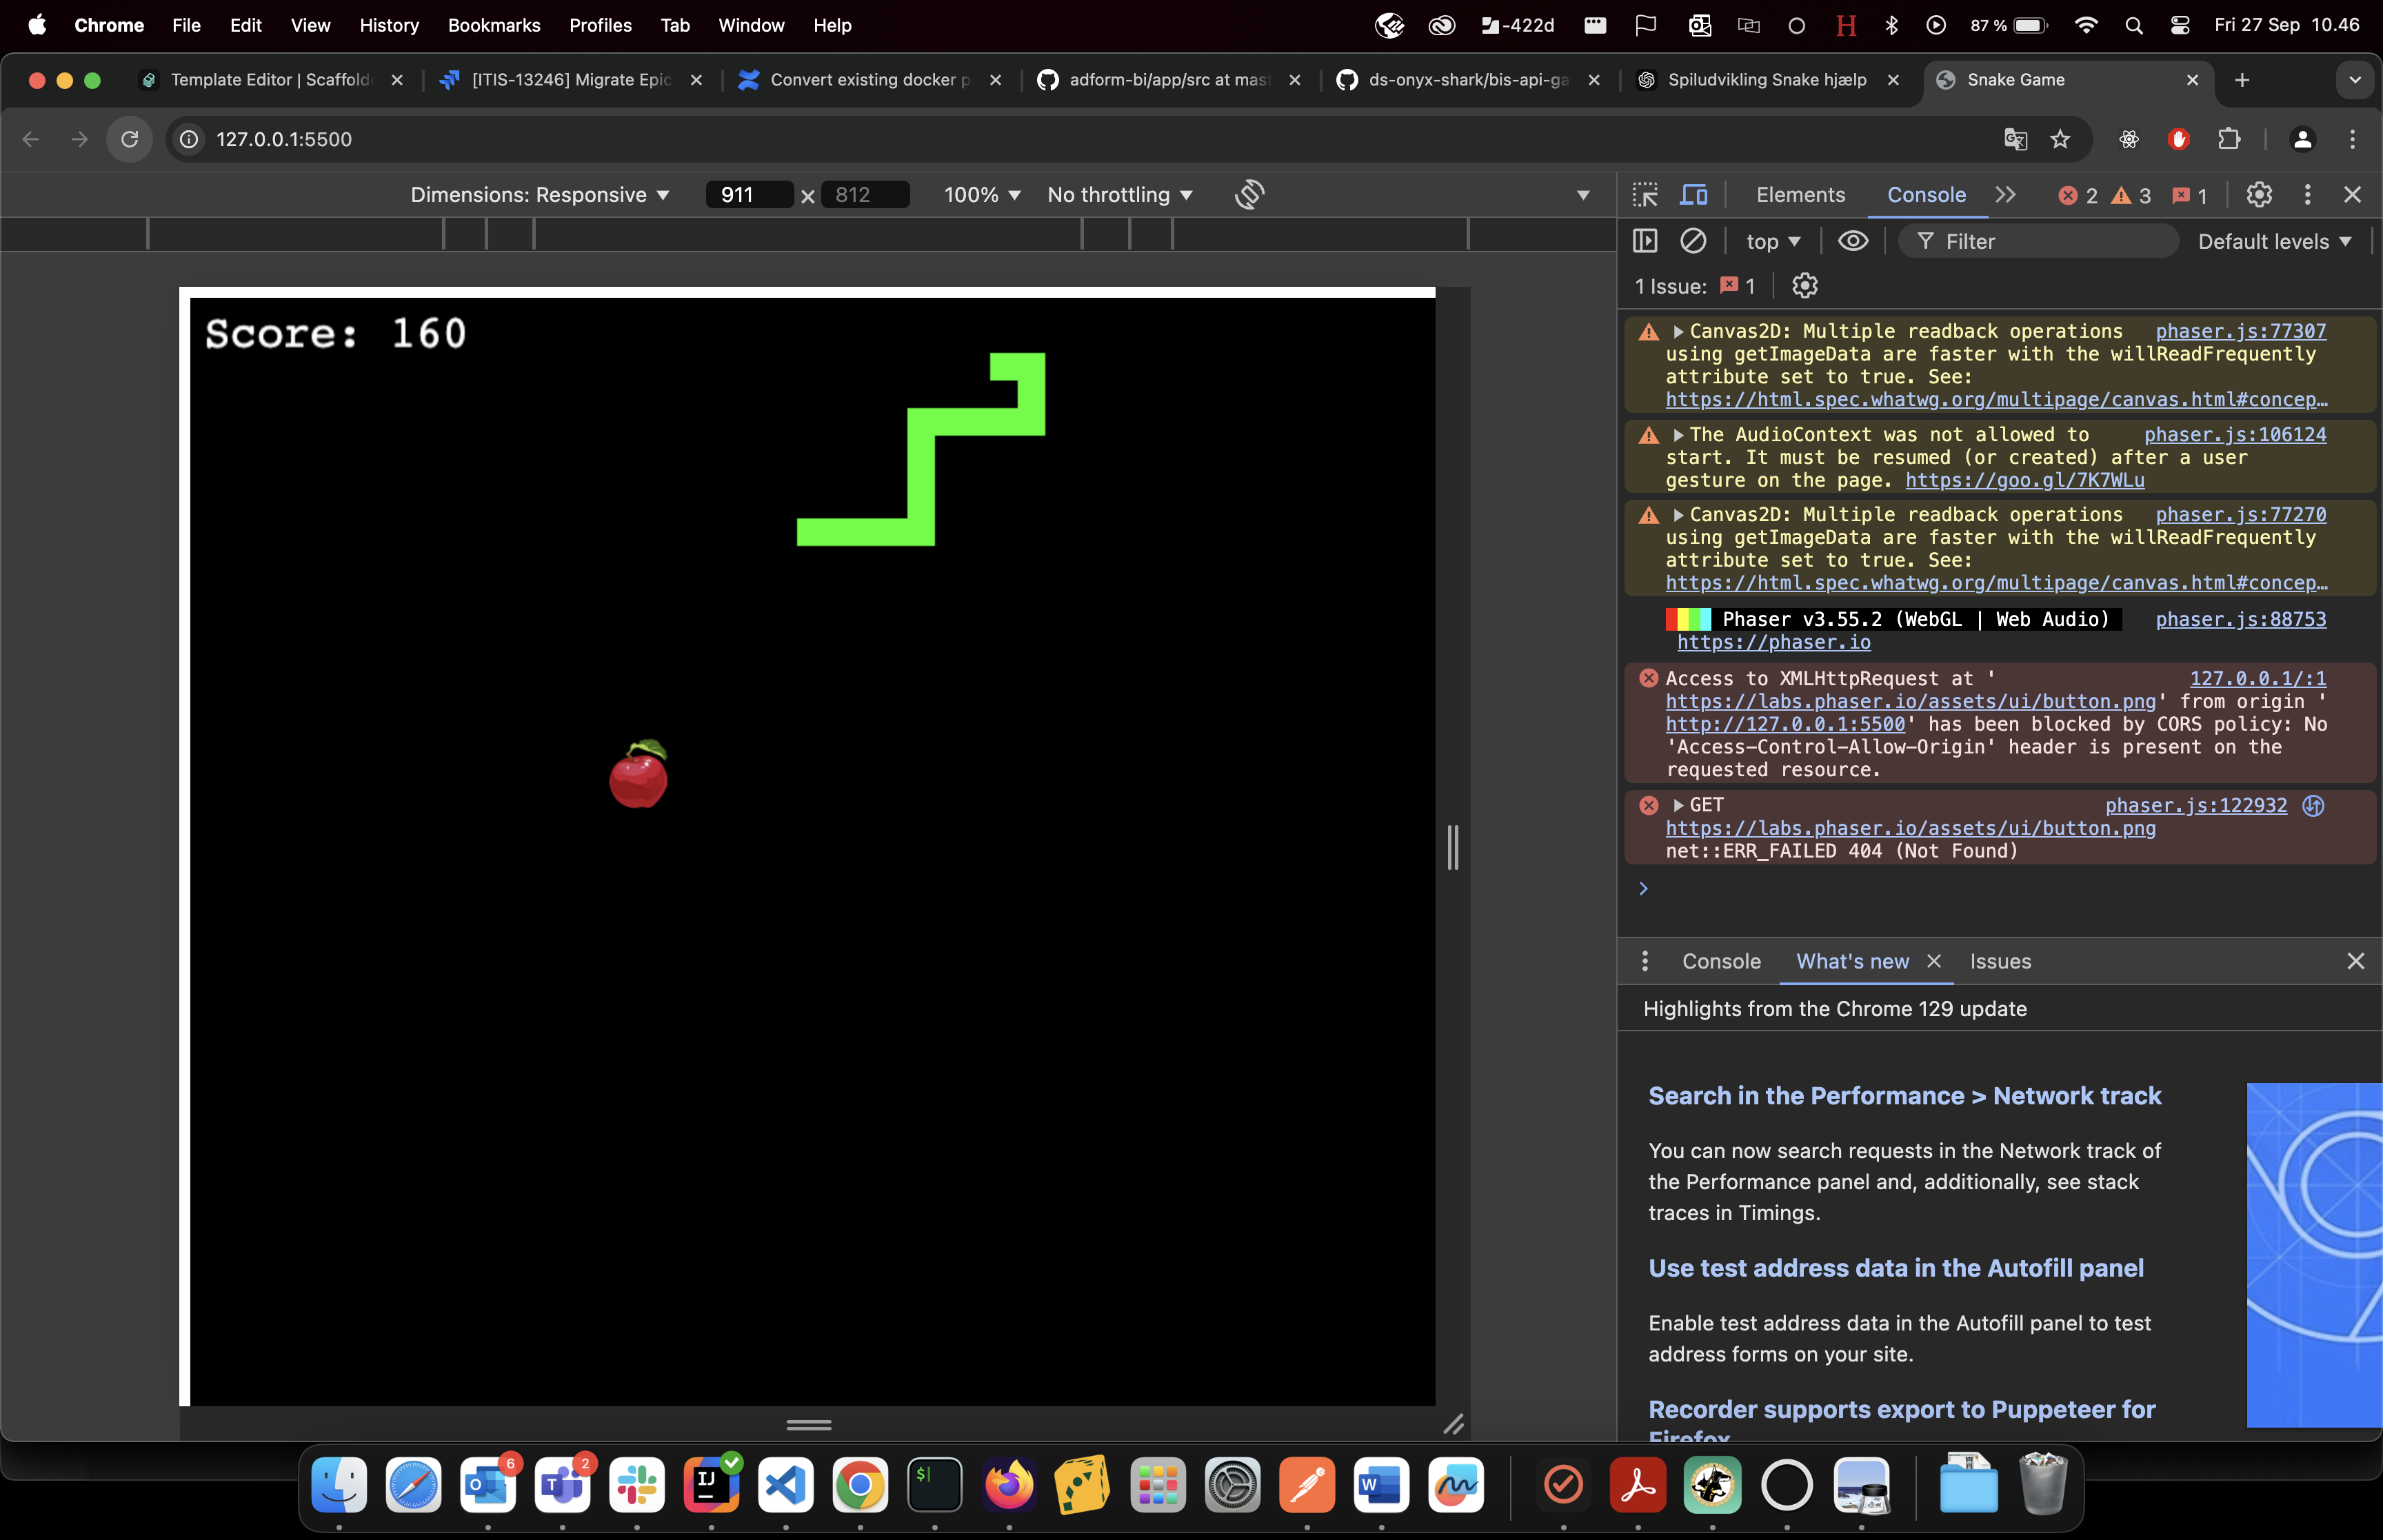 Chrome File Edit View History Bookmarks Profiles Tab Window Help
-422d
H
87 %
Fri 27 Sep 10.46
Template Editor | Scaffold
[ITIS-13246] Migrate Epic
Convert existing docker p
adform-bi/app/src at mast
ds-onyx-shark/bis-api-ga
Spiludvikling Snake hjælp
Snake Game
127.0.0.1:5500
Dimensions: Responsive
911 × 812
100%
No throttling
Elements
Console
2
3
1
top
Filter
Default levels
1 Issue: 1
Score: 160
Canvas2D: Multiple readback operations phaser.js:77307
using getImageData are faster with the willReadFrequently
attribute set to true. See:
https://html.spec.whatwg.org/multipage/canvas.html#concep…
The AudioContext was not allowed to phaser.js:106124
start. It must be resumed (or created) after a user
gesture on the page. https://goo.gl/7K7WLu
Canvas2D: Multiple readback operations phaser.js:77270
using getImageData are faster with the willReadFrequently
attribute set to true. See:
https://html.spec.whatwg.org/multipage/canvas.html#concep…
Phaser v3.55.2 (WebGL | Web Audio) phaser.js:88753
https://phaser.io
Access to XMLHttpRequest at ' 127.0.0.1/:1
https://labs.phaser.io/assets/ui/button.png' from origin '
http://127.0.0.1:5500' has been blocked by CORS policy: No
'Access-Control-Allow-Origin' header is present on the
requested resource.
GET phaser.js:122932
https://labs.phaser.io/assets/ui/button.png
net::ERR_FAILED 404 (Not Found)
Console
What's new
Issues
Highlights from the Chrome 129 update
Search in the Performance > Network track
You can now search requests in the Network track of
the Performance panel and, additionally, see stack
traces in Timings.
Use test address data in the Autofill panel
Enable test address data in the Autofill panel to test
address forms on your site.
Recorder supports export to Puppeteer for
Firefox
6
2
O
T
IJ
$
W